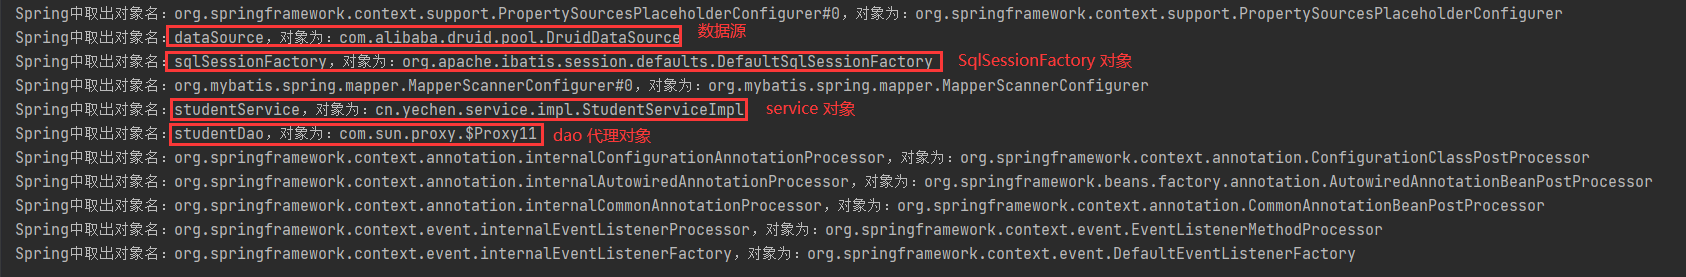 Spring中取出对象名：org.springframework.context.support.PropertySourcesPlaceholderConfigurer#0，对象为：org.springframework.context.support.PropertySourcesPlaceholderConfigurer
Spring中取出对象名：dataSource，对象为：com.alibaba.druid.pool.DruidDataSource 数据源
Spring中取出对象名：sqlSessionFactory，对象为：org.apache.ibatis.session.defaults.DefaultSqlSessionFactory SqlSessionFactory 对象
Spring中取出对象名：org.mybatis.spring.mapper.MapperScannerConfigurer#0，对象为：org.mybatis.spring.mapper.MapperScannerConfigurer
Spring中取出对象名：studentService，对象为：cn.yechen.service.impl.StudentServiceImpl service 对象
Spring中取出对象名：studentDao，对象为：com.sun.proxy.$Proxy11 dao 代理对象
Spring中取出对象名：org.springframework.context.annotation.internalConfigurationAnnotationProcessor，对象为：org.springframework.context.annotation.ConfigurationClassPostProcessor
Spring中取出对象名：org.springframework.context.annotation.internalAutowiredAnnotationProcessor，对象为：org.springframework.beans.factory.annotation.AutowiredAnnotationBeanPostProcessor
Spring中取出对象名：org.springframework.context.annotation.internalCommonAnnotationProcessor，对象为：org.springframework.context.annotation.CommonAnnotationBeanPostProcessor
Spring中取出对象名：org.springframework.context.event.internalEventListenerProcessor，对象为：org.springframework.context.event.EventListenerMethodProcessor
Spring中取出对象名：org.springframework.context.event.internalEventListenerFactory，对象为：org.springframework.context.event.DefaultEventListenerFactory